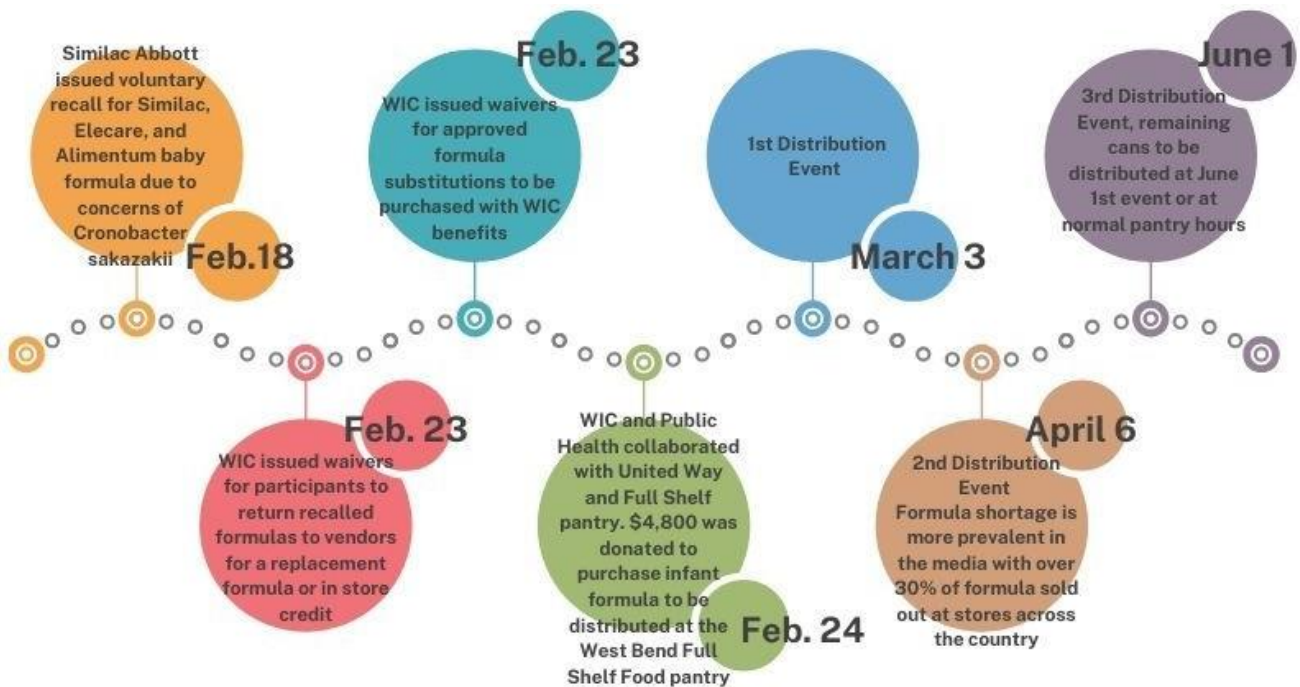 Similac Abbott
issued voluntary
recall for Similac,
Elecare, and
Alimentum baby
formula due to
concerns of
Cronobacter
sakazakii
Feb.18
WIC issued waivers
for participants to
return recalled
formulas to vendors
for a replacement
formula or in store
credit
Feb. 23
WIC issued waivers
for approved
formula
substitutions to be
purchased with WIC
benefits
Feb. 23
WIC and Public
Health collaborated
with United Way
and Full Shelf
pantry. $4,800 was
donated to
purchase infant
formula to be
distributed at the
West Bend Full
Shelf Food pantry
Feb. 24
1st Distribution
Event
March 3
2nd Distribution
Event
Formula shortage is
more prevalent in
the media with over
30% of formula sold
out at stores across
the country
April 6
3rd Distribution
Event, remaining
cans to be
distributed at June
1st event or at
normal pantry hours
June 1